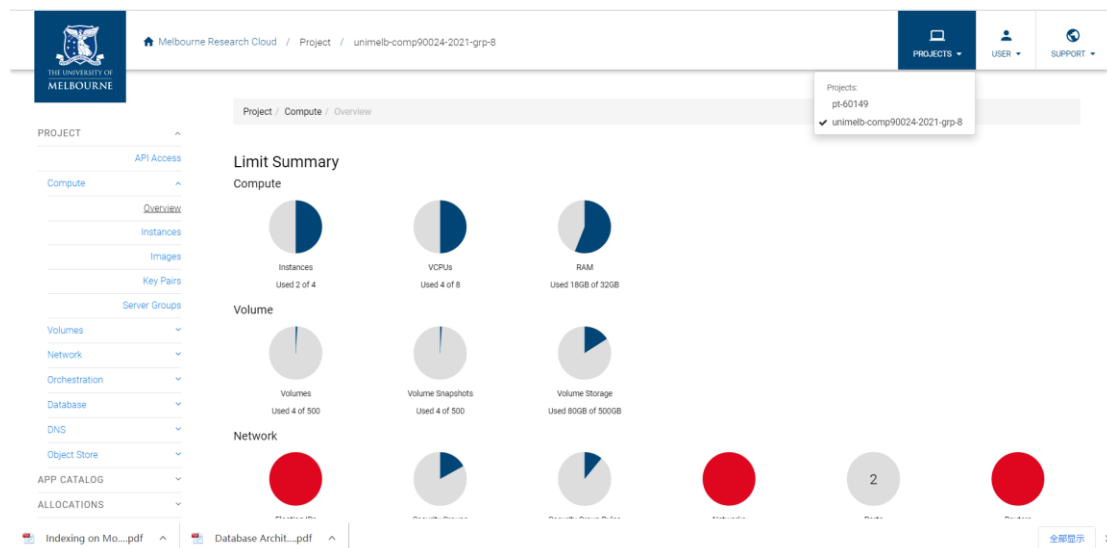 THE UNIVERSITY OF
MELBOURNE
Melbourne Research Cloud / Project / unimelb-comp90024-2021-grp-8
PROJECTS
USER
SUPPORT
Projects:
pt-60149
unimelb-comp90024-2021-grp-8
Project / Compute / Overview
PROJECT
API Access
Compute
Overview
Instances
Images
Key Pairs
Server Groups
Volumes
Network
Orchestration
Database
DNS
Object Store
APP CATALOG
ALLOCATIONS
Limit Summary
Compute
Instances
Used 2 of 4
VCPUs
Used 4 of 8
RAM
Used 18GB of 32GB
Volume
Volumes
Used 4 of 500
Volume Snapshots
Used 4 of 500
Volume Storage
Used 80GB of 500GB
Network
2
Indexing on Mo....pdf
Database Archit....pdf
全部显示